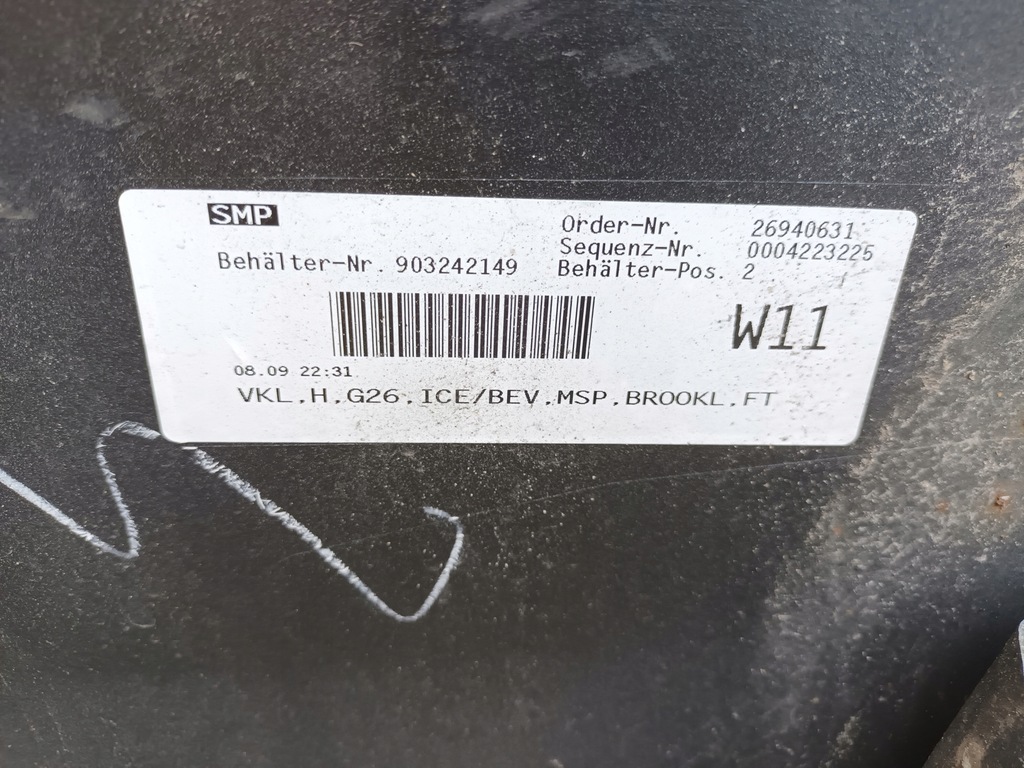 SMP
Order-Nr. 26940631
Sequenz-Nr. 0004223225
Behälter-Nr. 903242149 Behälter-Pos. 2
W11
08.09 22:31
VKL,H,G26,ICE/BEV,MSP,BROOKL,FT